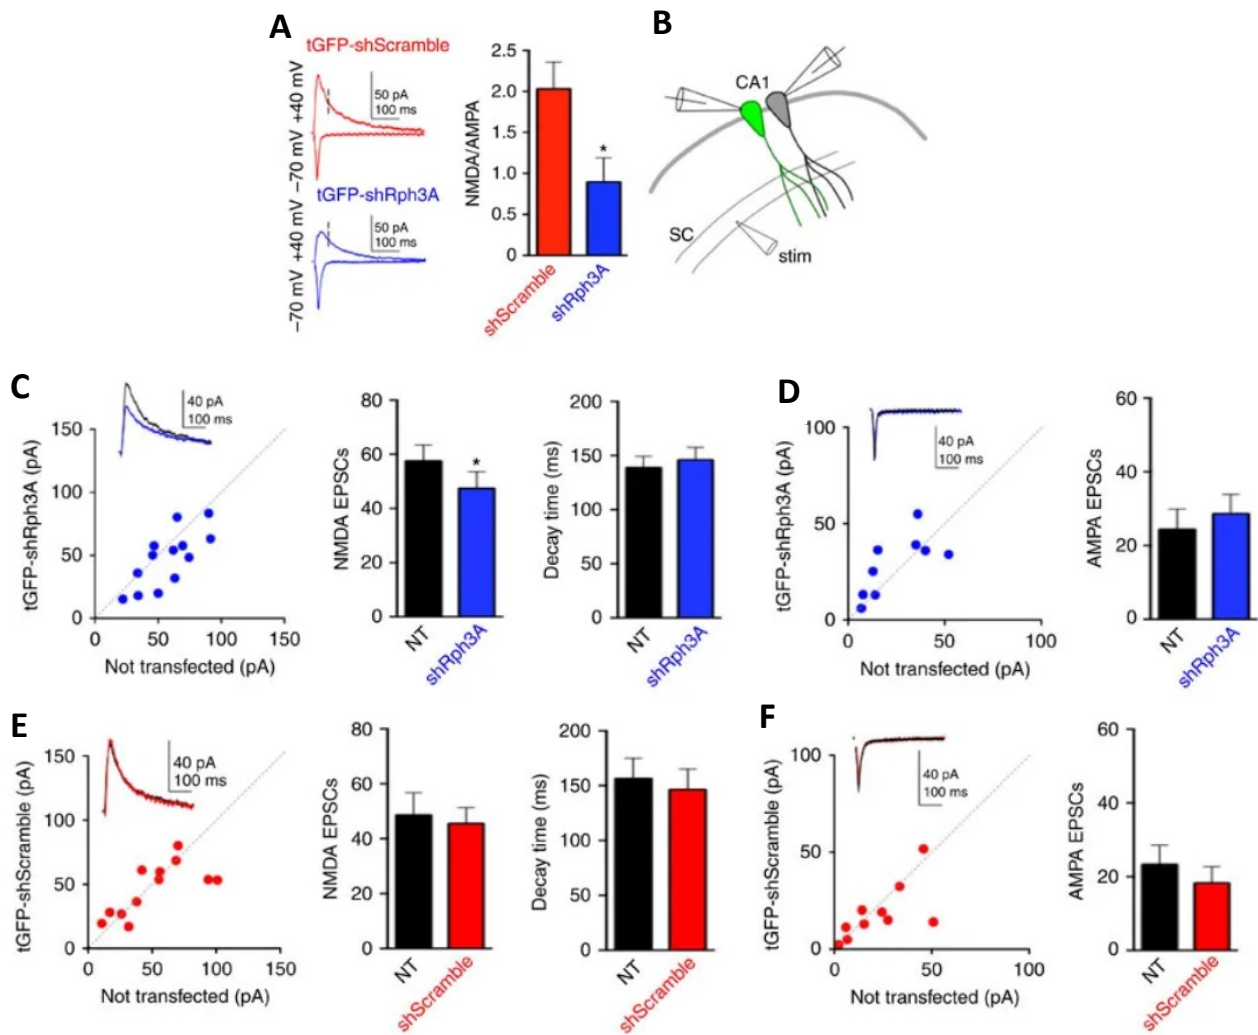 A
tGFP-shScramble
+40 mV
−70 mV
50 pA
100 ms
tGFP-shRph3A
+40 mV
−70 mV
50 pA
100 ms
NMDA/AMPA
2.5
2.0
1.5
1.0
0.5
0
*
shScramble
shRph3A
B
CA1
SC
stim
C
tGFP-shRph3A (pA)
150
100
50
0
40 pA
100 ms
0 50 100 150
Not transfected (pA)
NMDA EPSCs
80
60
40
20
0
*
NT
shRph3A
Decay time (ms)
200
150
100
50
0
NT
shRph3A
D
tGFP-shRph3A (pA)
100
50
0
40 pA
100 ms
0 50 100
Not transfected (pA)
AMPA EPSCs
60
40
20
0
NT
shRph3A
E
tGFP-shScramble (pA)
150
100
50
0
40 pA
100 ms
0 50 100 150
Not transfected (pA)
NMDA EPSCs
80
60
40
20
0
NT
shScramble
Decay time (ms)
200
150
100
50
0
NT
shScramble
F
tGFP-shScramble (pA)
100
50
0
40 pA
100 ms
0 50 100
Not transfected (pA)
AMPA EPSCs
60
40
20
0
NT
shScramble